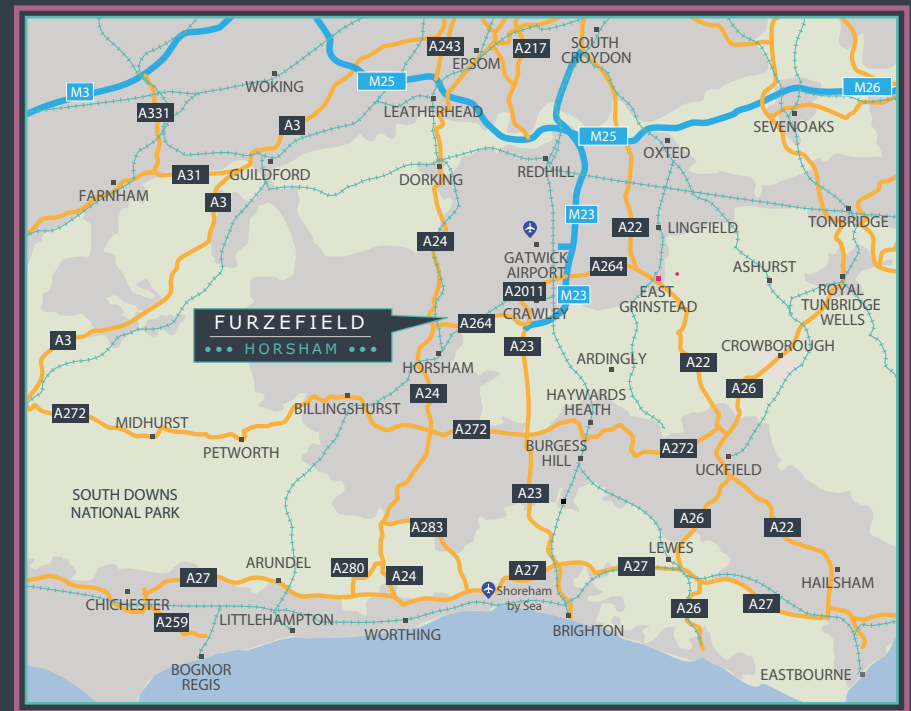 A243
A217
SOUTH
CROYDON
EPSOM
M3
WOKING
M25
M26
A331
LEATHERHEAD
A3
M25
SEVENOAKS
OXTED
A31
GUILDFORD
DORKING
REDHILL
FARNHAM
A3
M23
A22
LINGFIELD
TONBRIDGE
A24
GATWICK
AIRPORT
A264
ASHURST
A2011
M23
EAST
GRINSTEAD
ROYAL
TUNBRIDGE
WELLS
CRAWLEY
FURZEFIELD
HORSHAM
A264
A3
A23
CROWBOROUGH
HORSHAM
ARDINGLY
A22
A24
A26
HAYWARDS
HEATH
A272
MIDHURST
BILLINGSHURST
A272
PETWORTH
BURGESS
HILL
A272
UCKFIELD
SOUTH DOWNS
NATIONAL PARK
A23
A26
A283
A22
LEWES
ARUNDEL
A280
A24
A27
A27
A27
HAILSHAM
CHICHESTER
Shoreham
by Sea
A26
A27
A259
LITTLEHAMPTON
WORTHING
BRIGHTON
BOGNOR
REGIS
EASTBOURNE